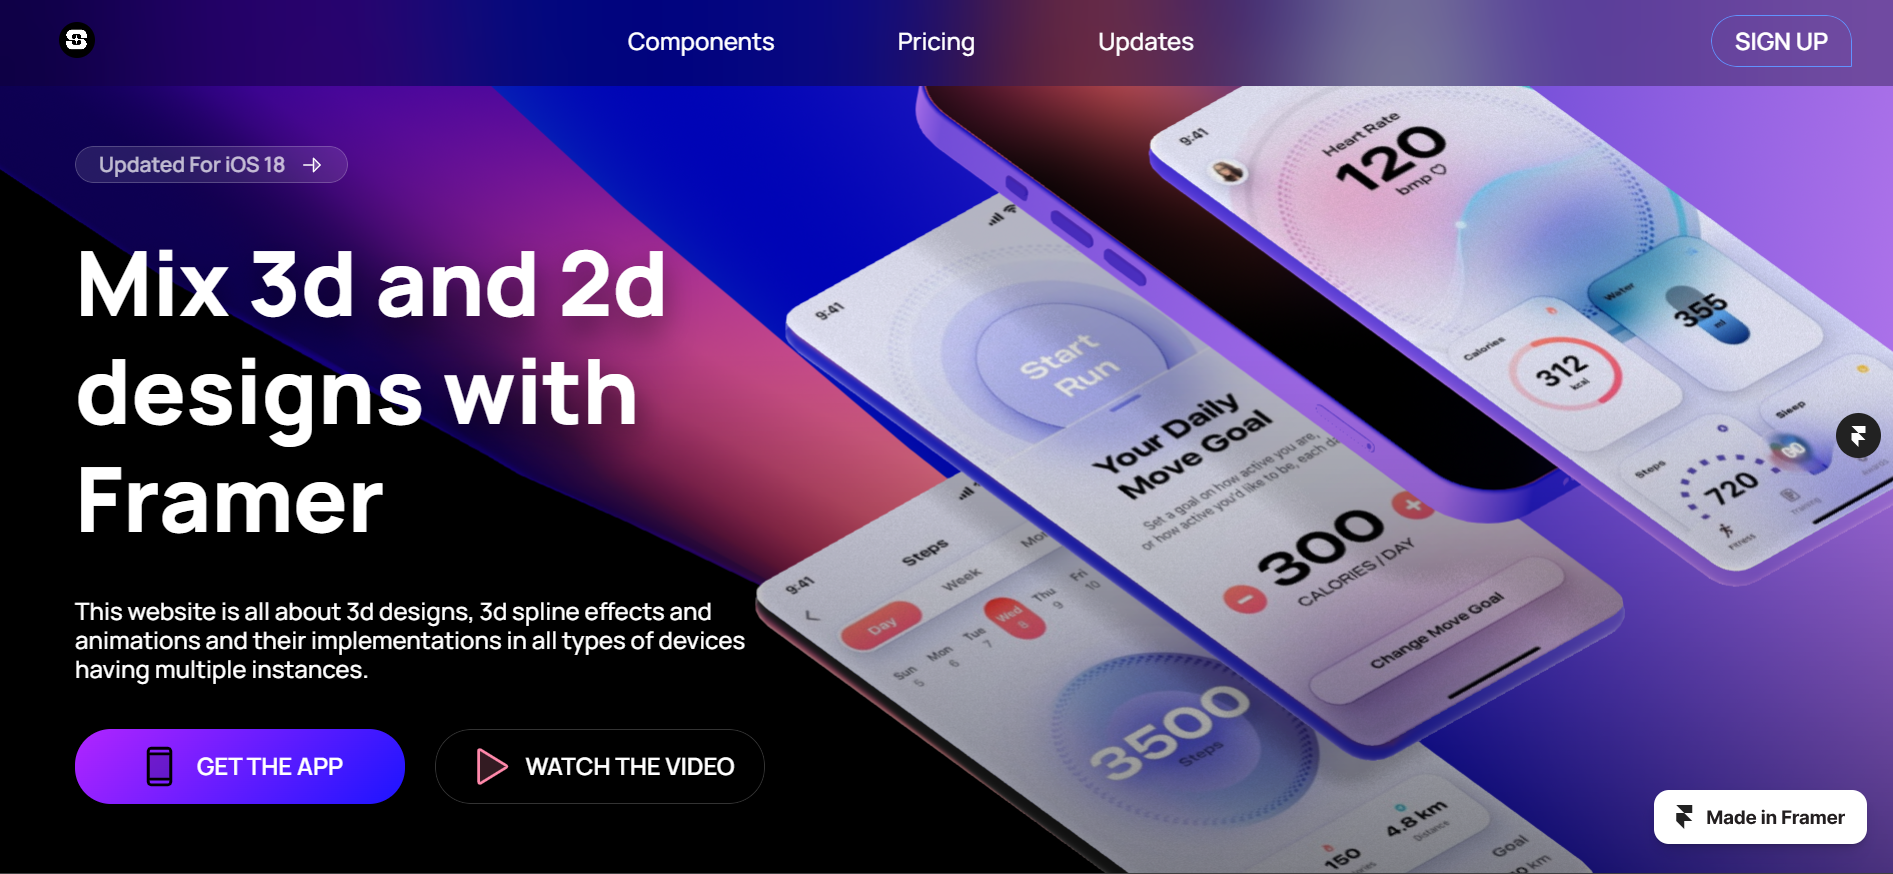 Components
Pricing
Updates
SIGN UP
Updated For iOS 18
Mix 3d and 2d
designs with
Framer
This website is all about 3d designs, 3d spline effects and
animations and their implementations in all types of devices
having multiple instances.
GET THE APP
WATCH THE VIDEO
9:41
Heart Rate
120
bmp
Water
355
ml
Calories
312
kcal
Sleep
Steps
720
Training
Fitness
9:41
Start
Run
Your Daily
Move Goal
Set a goal on how active you are,
or how active you'd like to be, each
300
CALORIES / DAY
Change Move Goal
9:41
Steps
Day
Week
Sun
Mon
Tue
Wed
Thu
Fri
5
6
7
8
9
10
3500
Steps
4.8 km
Distance
150
Goal
km
Made in Framer